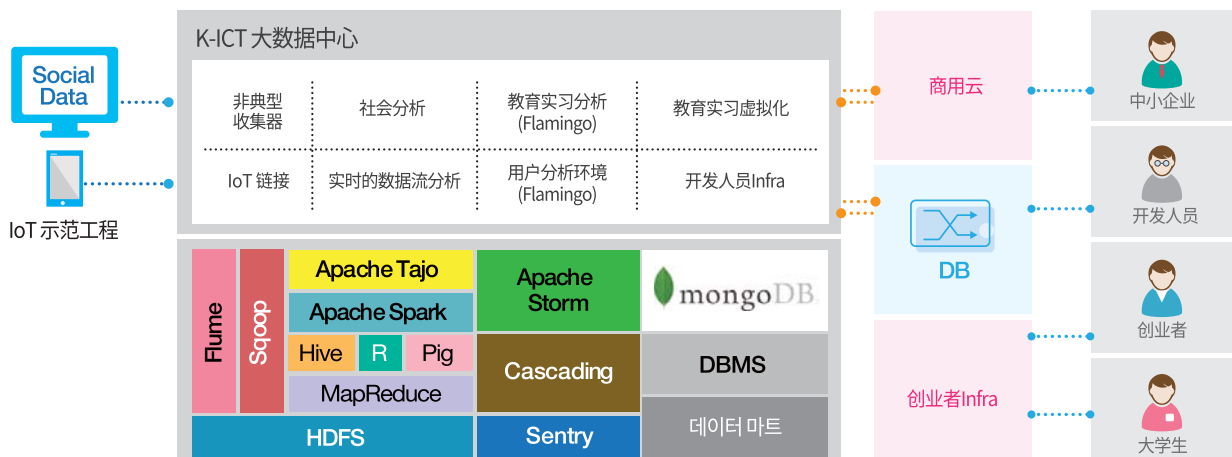 Social
Data
IoT 示范工程
K-ICT 大数据中心
非典型
收集器
社会分析
教育实习分析
(Flamingo)
教育实习虚拟化
IoT 链接
实时的数据流分析
用户分析环境
(Flamingo)
开发人员Infra
Flume
Sqoop
Apache Tajo
Apache Spark
Hive
R
Pig
MapReduce
HDFS
Apache
Storm
Cascading
Sentry
mongoDB
DBMS
데이터 마트
商用云
DB
创业者Infra
中小企业
开发人员
创业者
大学生